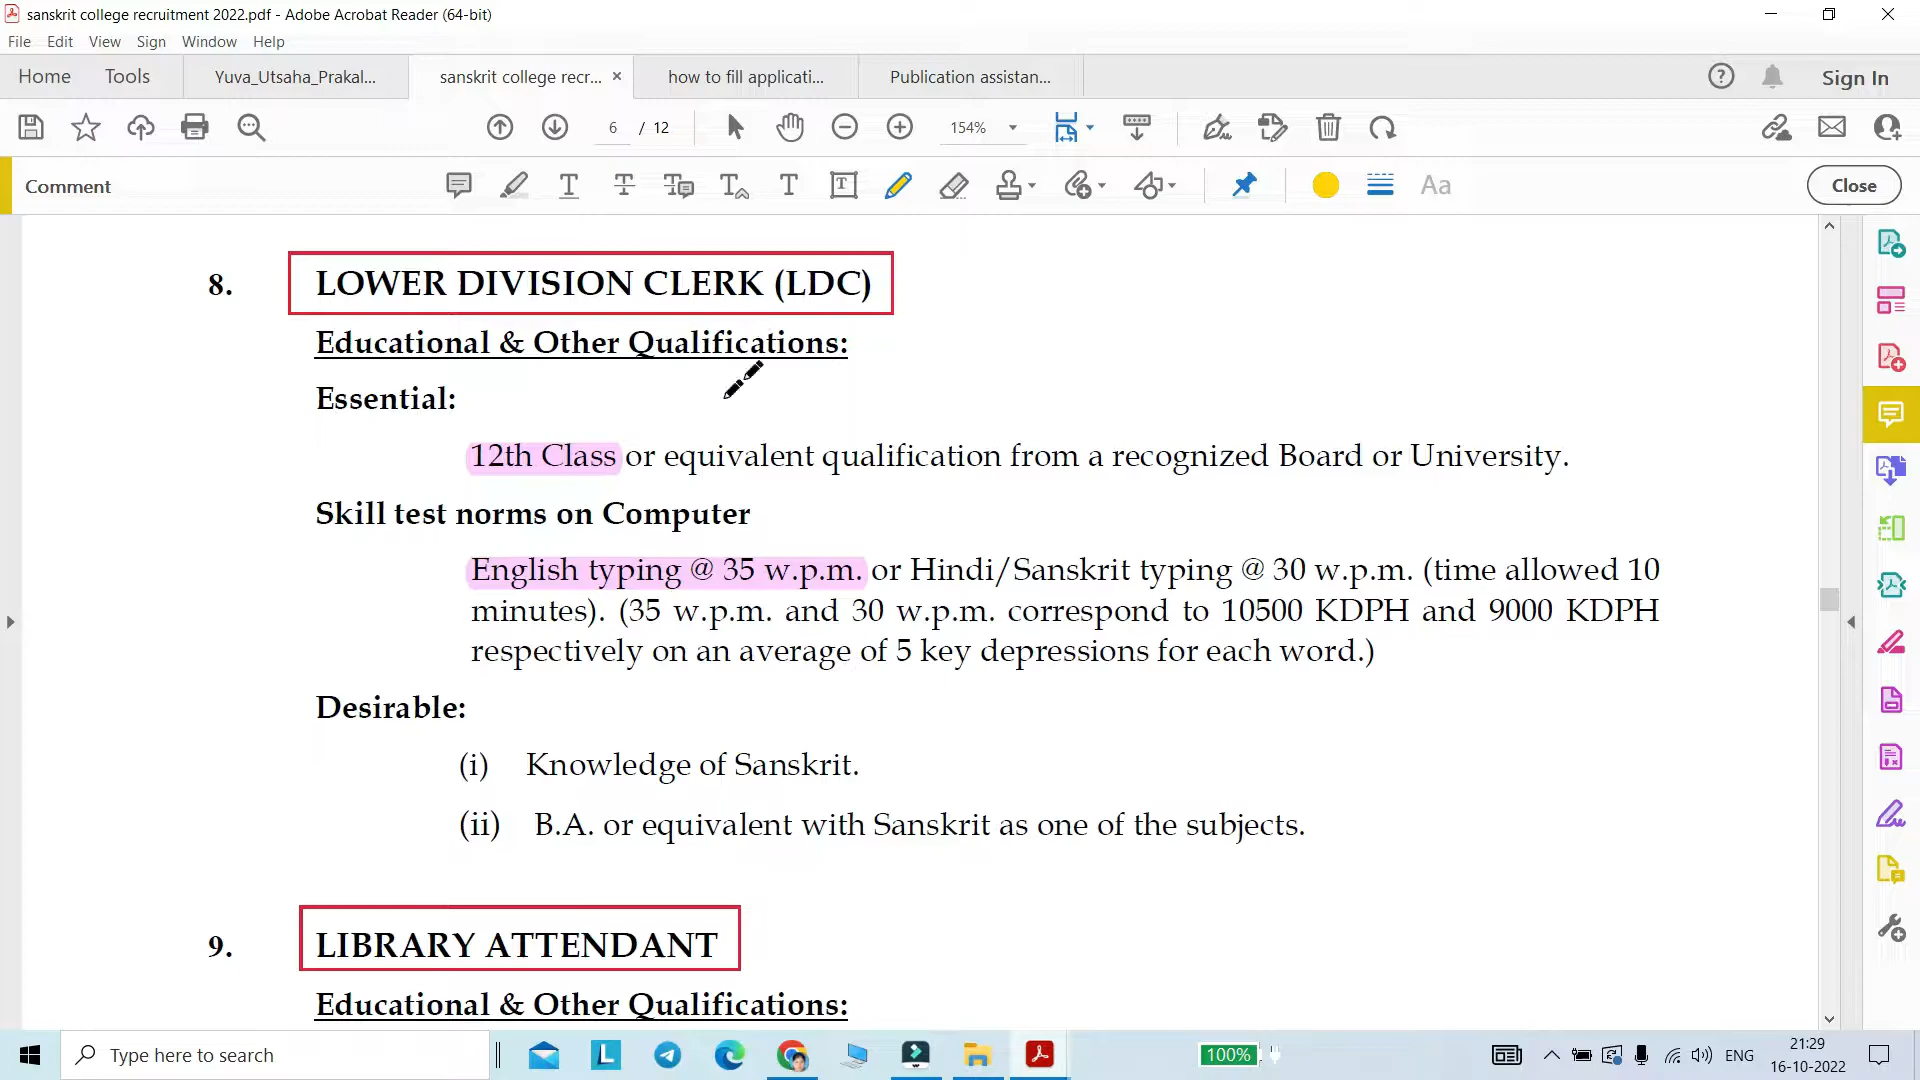 sanskrit college recruitment 2022.pdf - Adobe Acrobat Reader (64-bit)
File Edit View Sign Window Help
Home Tools Yuva_Utsaha_Prakal... sanskrit college recr... how to fill applicati... Publication assistan... Sign In
6 / 12 154%
Comment Aa Close
8. LOWER DIVISION CLERK (LDC)
Educational & Other Qualifications:
Essential:
12th Class or equivalent qualification from a recognized Board or University.
Skill test norms on Computer
English typing @ 35 w.p.m. or Hindi/Sanskrit typing @ 30 w.p.m. (time allowed 10
minutes). (35 w.p.m. and 30 w.p.m. correspond to 10500 KDPH and 9000 KDPH
respectively on an average of 5 key depressions for each word.)
Desirable:
(i) Knowledge of Sanskrit.
(ii) B.A. or equivalent with Sanskrit as one of the subjects.
9. LIBRARY ATTENDANT
Educational & Other Qualifications:
Type here to search 100% ENG 21:29
16-10-2022